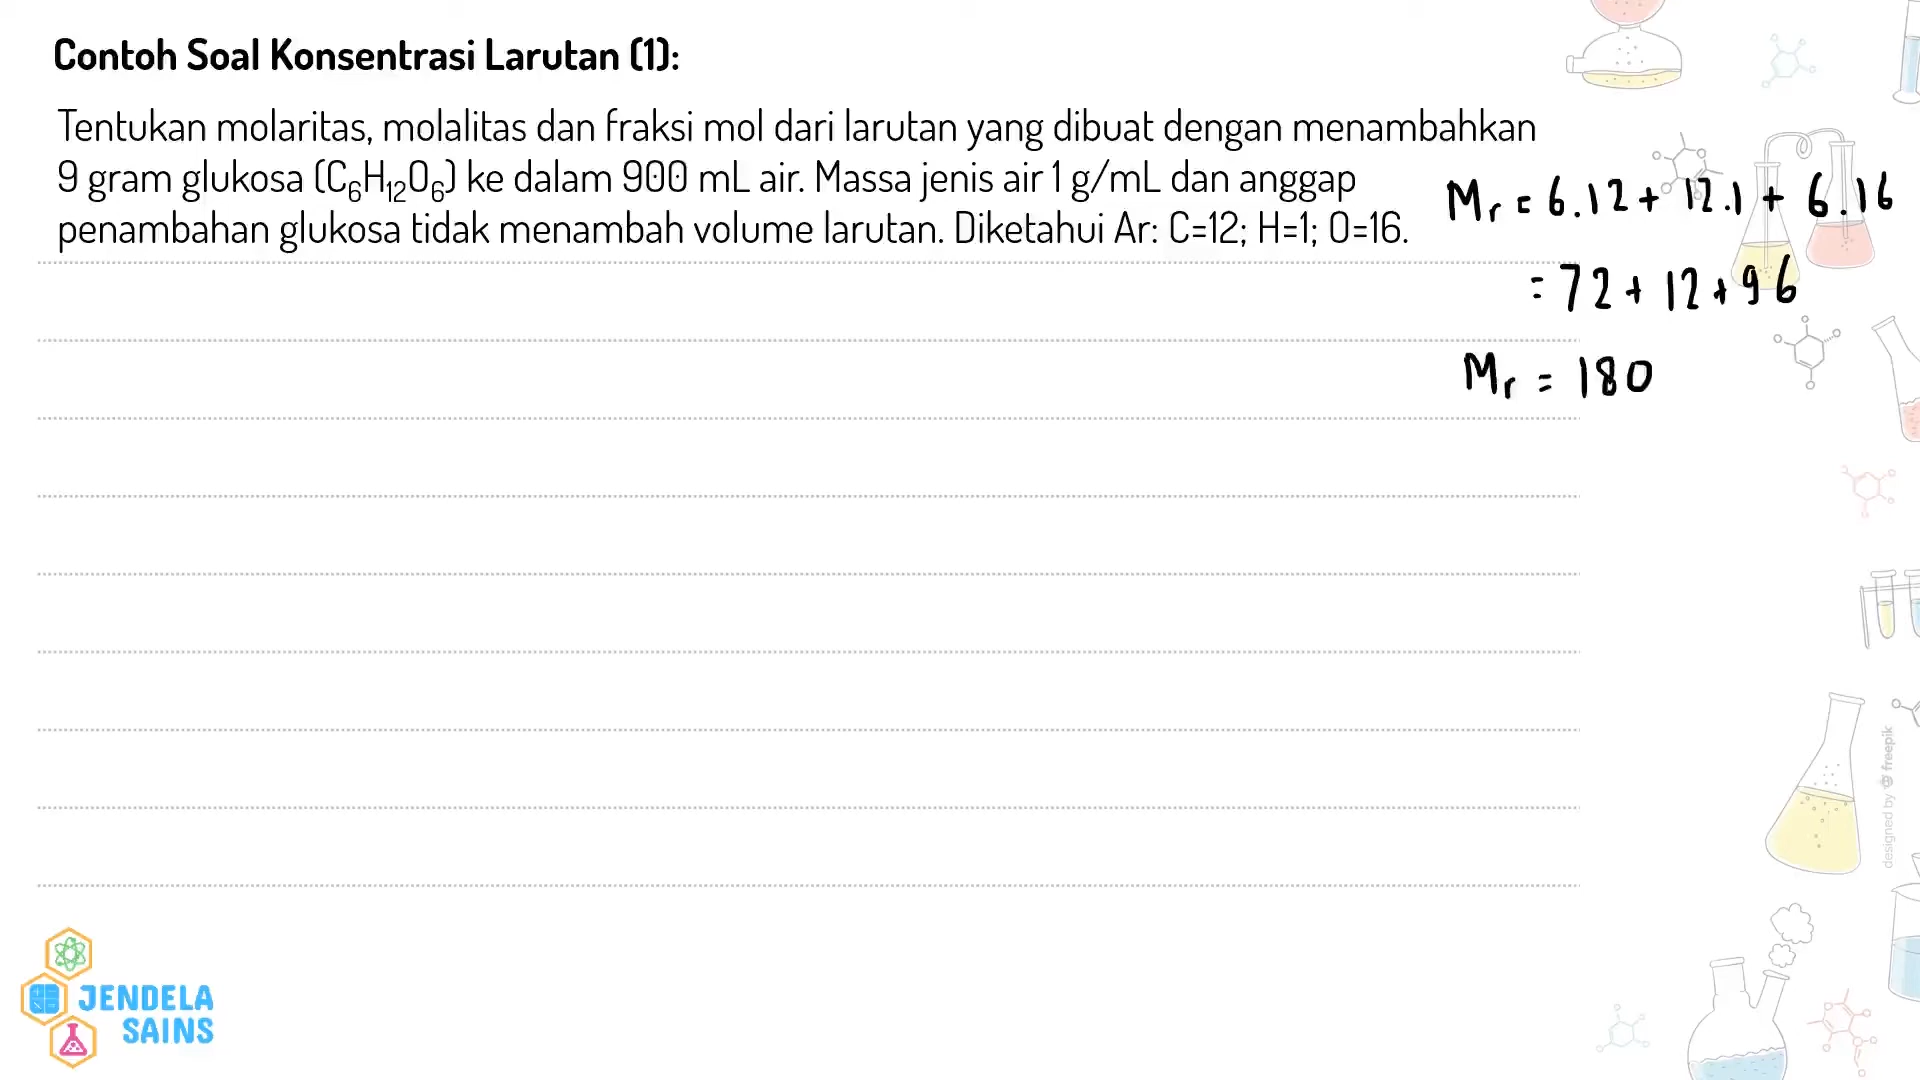 Contoh Soal Konsentrasi Larutan (1):
Tentukan molaritas, molalitas dan fraksi mol dari larutan yang dibuat dengan menambahkan
9 gram glukosa (C₆H₁₂O₆) ke dalam 900 mL air. Massa jenis air 1 g/mL dan anggap
penambahan glukosa tidak menambah volume larutan. Diketahui Ar: C=12; H=1; O=16.
Mr = 6.12 + 12.1 + 6.16
= 72 + 12 + 96
Mr = 180
designed by freepik
JENDELA
SAINS